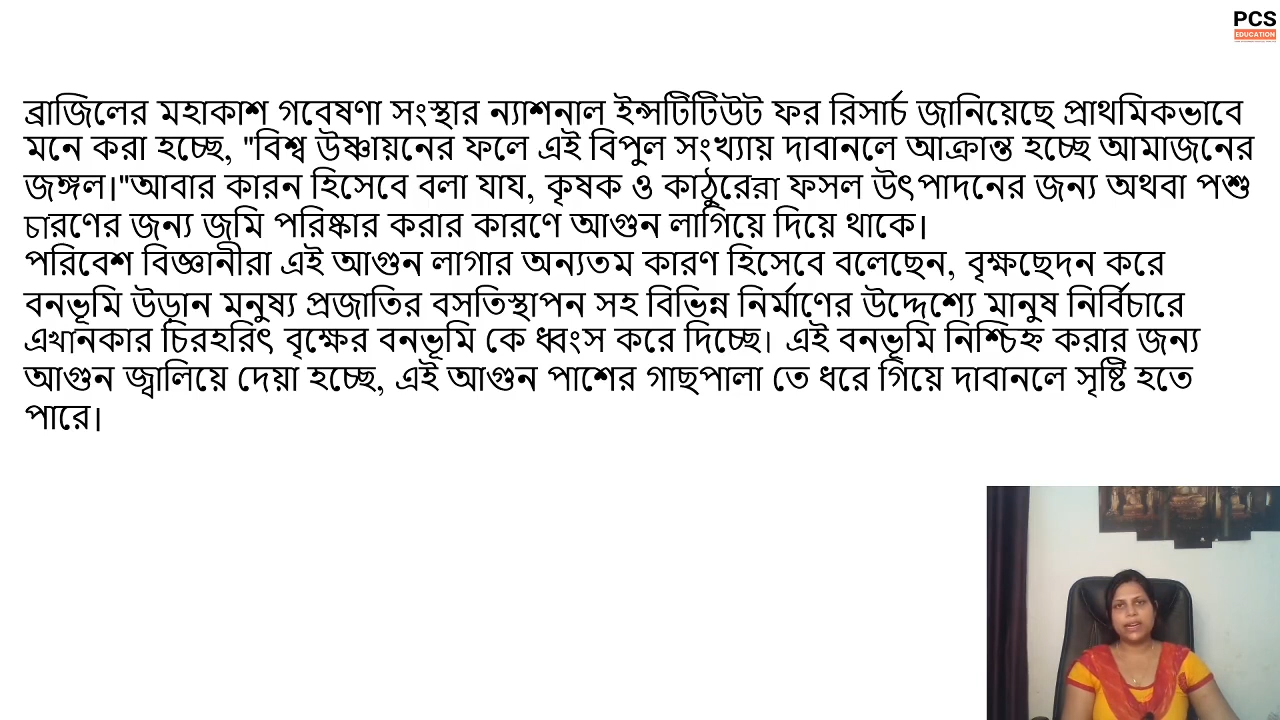 PCS
EDUCATION
ব্রাজিলের মহাকাশ গবেষণা সংস্থার ন্যাশনাল ইন্সটিটিউট ফর রিসার্চ জানিয়েছে প্রাথমিকভাবে
মনে করা হচ্ছে, "বিশ্ব উষ্ণায়নের ফলে এই বিপুল সংখ্যায় দাবানলে আক্রান্ত হচ্ছে আমাজনের
জঙ্গল।"আবার কারন হিসেবে বলা যায, কৃষক ও কাঠুরেরা ফসল উৎপাদনের জন্য অথবা পশু
চারণের জন্য জমি পরিষ্কার করার কারণে আগুন লাগিয়ে দিয়ে থাকে।
পরিবেশ বিজ্ঞানীরা এই আগুন লাগার অন্যতম কারণ হিসেবে বলেছেন, বৃক্ষছেদন করে
বনভূমি উড়ান মনুষ্য প্রজাতির বসতিস্থাপন সহ বিভিন্ন নির্মাণের উদ্দেশ্যে মানুষ নির্বিচারে
এখানকার চিরহরিৎ বৃক্ষের বনভূমি কে ধ্বংস করে দিচ্ছে। এই বনভূমি নিশ্চিহ্ন করার জন্য
আগুন জ্বালিয়ে দেয়া হচ্ছে, এই আগুন পাশের গাছপালা তে ধরে গিয়ে দাবানলে সৃষ্টি হতে
পারে।